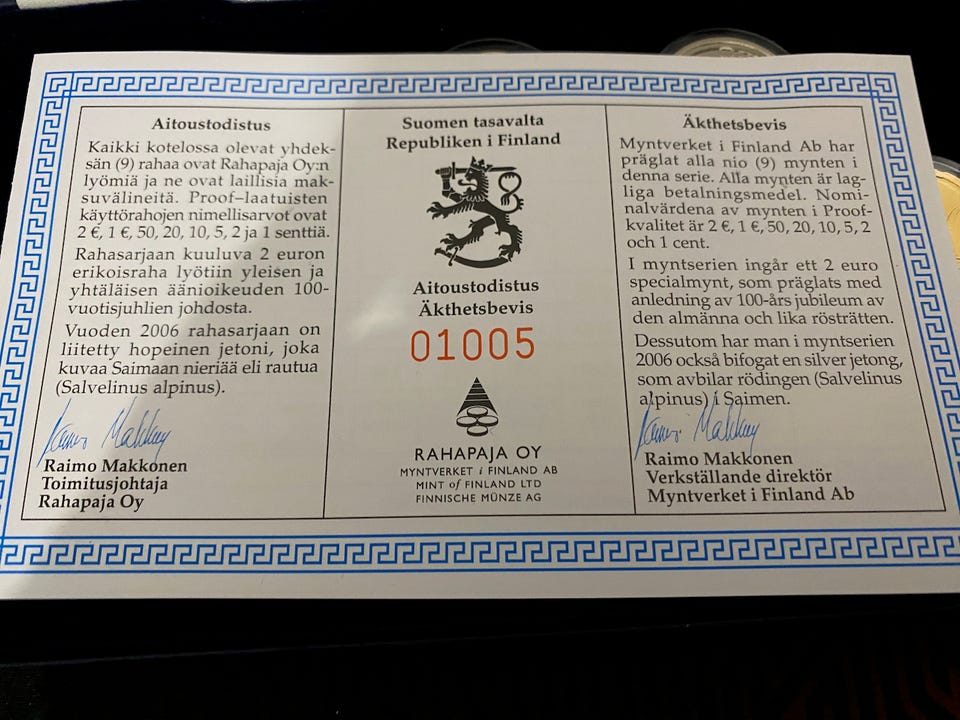 Aitoustodistus
Kaikki kotelossa olevat yhdek-
sän (9) rahaa ovat Rahapaja Oy:n
lyömiä ja ne ovat laillisia mak-
suvälineitä. Proof–laatuisten
käyttörahojen nimellisarvot ovat
2 €, 1 €, 50, 20, 10, 5, 2 ja 1 senttiä.
Rahasarjaan kuuluva 2 euron
erikoisraha lyötiin yleisen ja
yhtäläisen äänioikeuden 100-
vuotisjuhlien johdosta.
Vuoden 2006 rahasarjaan on
liitetty hopeinen jetoni, joka
kuvaa Saimaan nieriää eli rautua
(Salvelinus alpinus).
Raimo Makkonen
Raimo Makkonen
Toimitusjohtaja
Rahapaja Oy
Suomen tasavalta
Republiken i Finland
Aitoustodistus
Äkthetsbevis
01005
RAHAPAJA OY
MYNTVERKET i FINLAND AB
MINT of FINLAND LTD
FINNISCHE MÜNZE AG
Äkthetsbevis
Myntverket i Finland Ab har
präglat alla nio (9) mynten i
denna serie. Alla mynten är lag-
liga betalningsmedel. Nomi-
nalvärdena av mynten i Proof-
kvalitet är 2 €, 1 €, 50, 20, 10, 5, 2
och 1 cent.
I myntserien ingår ett 2 euro
specialmynt, som präglats med
anledning av 100-års jubileum av
den almänna och lika rösträtten.
Dessutom har man i myntserien
2006 också bifogat en silver jetong,
som avbilar rödingen (Salvelinus
alpinus) i Saimen.
Raimo Makkonen
Raimo Makkonen
Verkställande direktör
Myntverket i Finland Ab